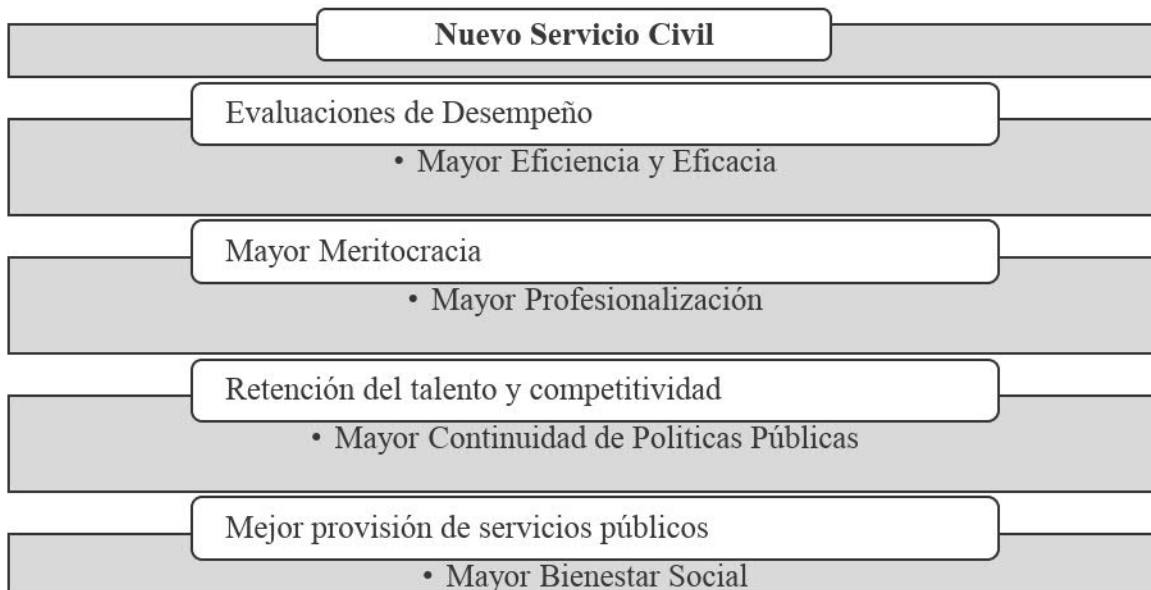 Nuevo Servicio Civil
Evaluaciones de Desempeño
• Mayor Eficiencia y Eficacia
Mayor Meritocracia
• Mayor Profesionalización
Retención del talento y competitividad
• Mayor Continuidad de Politicas Públicas
Mejor provisión de servicios públicos
• Mayor Bienestar Social